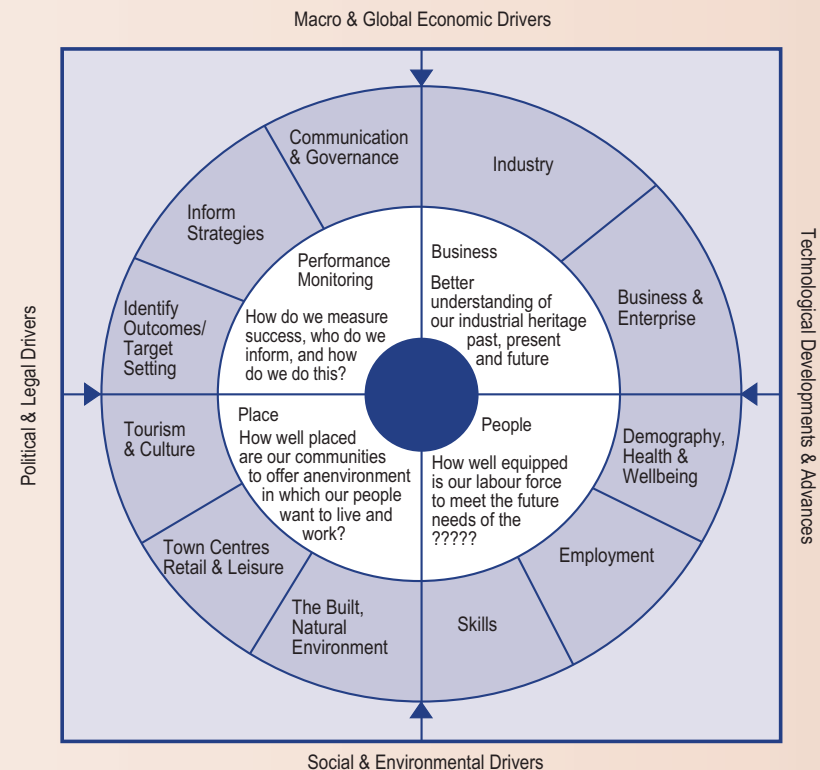 Macro & Global Economic Drivers
Communication
& Governance
Industry
Inform
Strategies
Business &
Enterprise
Identify
Outcomes/
Target
Setting
Performance
Monitoring
How do we measure
success, who do we
inform, and how
do we do this?
Business
Better
understanding of
our industrial heritage
past, present
and future
Political & Legal Drivers
Technological Developments & Advances
Tourism
& Culture
Place
How well placed
are our communities
to offer anenvironment
in which our people
want to live and
work?
People
How well equipped
is our labour force
to meet the future
needs of the
?????
Demography,
Health &
Wellbeing
Town Centres
Retail & Leisure
Employment
The Built,
Natural
Environment
Skills
Social & Environmental Drivers